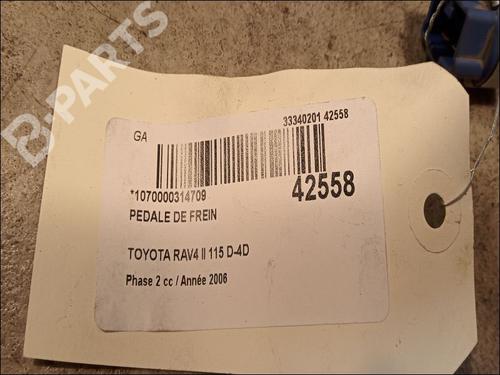 B-PARTS
GA
33340201 42558
*1070000314709
42558
PEDALE DE FREIN
TOYOTA RAV4 II 115 D-4D
Phase 2 cc / Année 2006